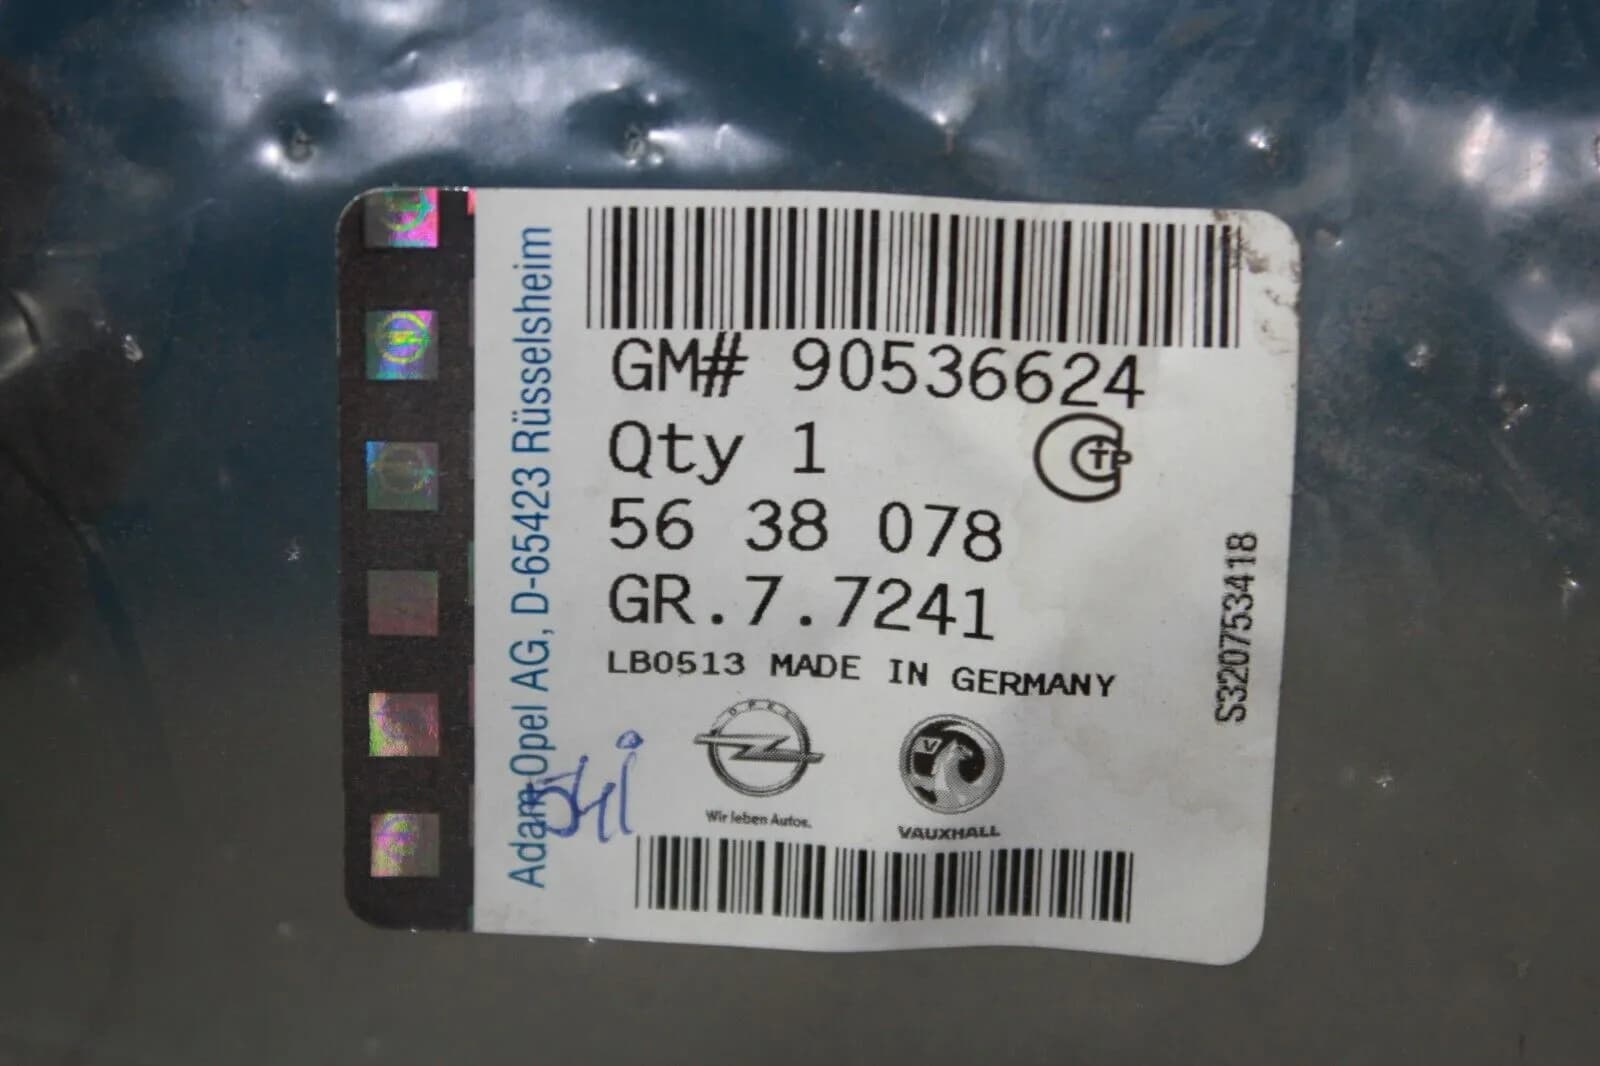 GM# 90536624
Qty 1
56 38 078
GR.7.7241
LB0513 MADE IN GERMANY
OPEL
Wir leben Autos.
V
VAUXHALL
Adam Opel AG, D-65423 Rüsselsheim
S320753418